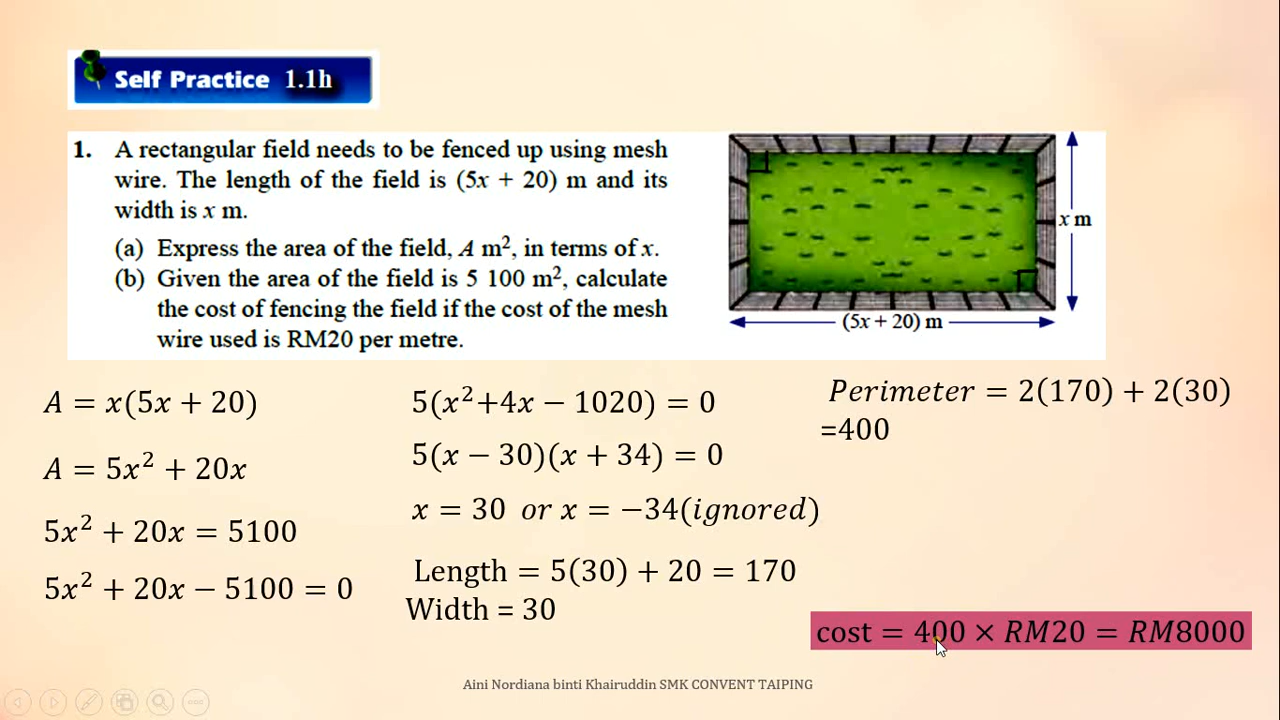 Self Practice 1.1h
1. A rectangular field needs to be fenced up using mesh
wire. The length of the field is (5x + 20) m and its
width is x m.
(a) Express the area of the field, A m², in terms of x.
(b) Given the area of the field is 5 100 m², calculate
the cost of fencing the field if the cost of the mesh
wire used is RM20 per metre.
x m
(5x + 20) m
A = x(5x + 20)
A = 5x² + 20x
5x² + 20x = 5100
5x² + 20x − 5100 = 0
5(x²+4x − 1020) = 0
5(x − 30)(x + 34) = 0
x = 30 or x = −34(ignored)
Length = 5(30) + 20 = 170
Width = 30
Perimeter = 2(170) + 2(30)
=400
cost = 400 × RM20 = RM8000
Aini Nordiana binti Khairuddin SMK CONVENT TAIPING